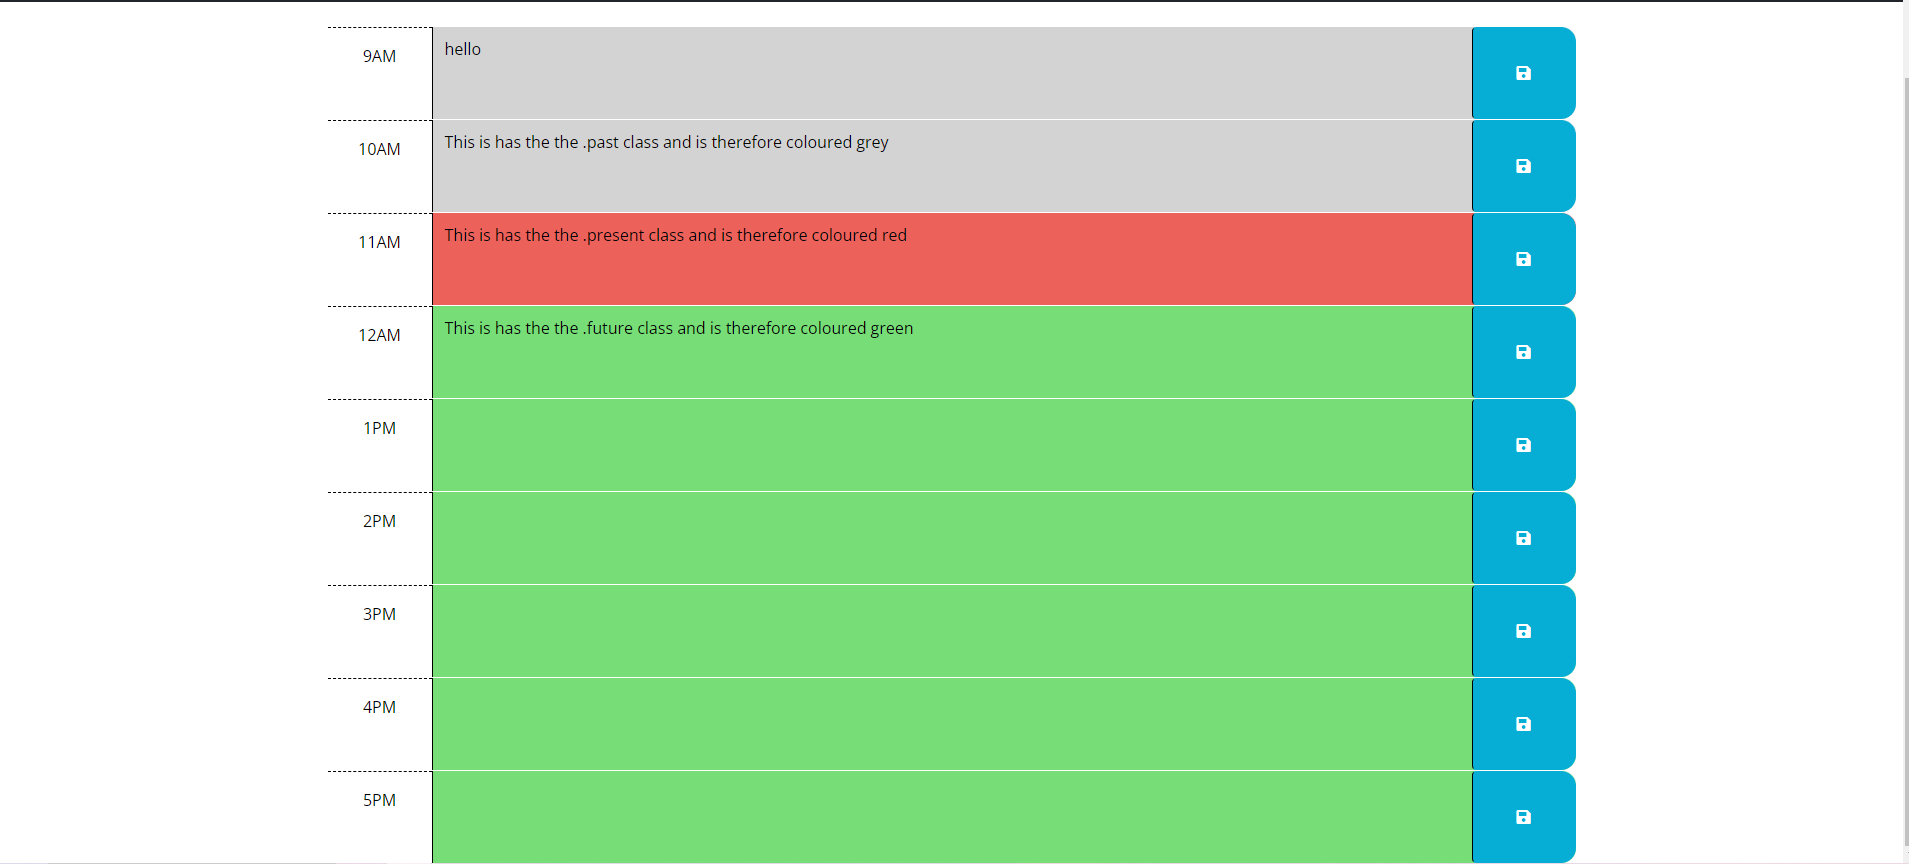 9AM
hello
10AM
This is has the the .past class and is therefore coloured grey
11AM
This is has the the .present class and is therefore coloured red
12AM
This is has the the .future class and is therefore coloured green
1PM
2PM
3PM
4PM
5PM